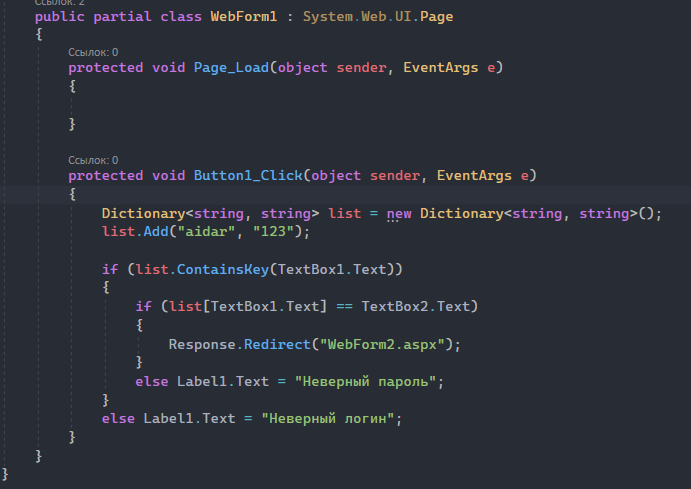 Ссылок: 2
public partial class WebForm1 : System.Web.UI.Page
{
Ссылок: 0
protected void Page_Load(object sender, EventArgs e)
{
}
Ссылок: 0
protected void Button1_Click(object sender, EventArgs e)
{
Dictionary<string, string> list = new Dictionary<string, string>();
list.Add("aidar", "123");
if (list.ContainsKey(TextBox1.Text))
{
if (list[TextBox1.Text] == TextBox2.Text)
{
Response.Redirect("WebForm2.aspx");
}
else Label1.Text = "Неверный пароль";
}
else Label1.Text = "Неверный логин";
}
}
}